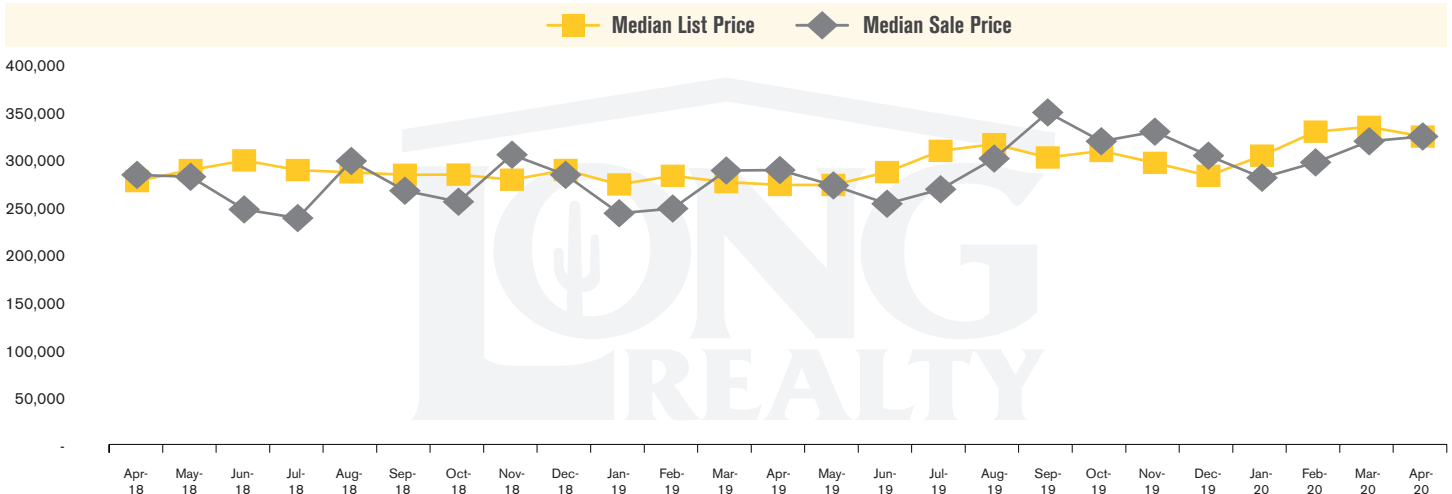 Median List Price Median Sale Price
400,000
350,000
300,000
250,000
200,000
150,000
100,000
50,000
-
LONG
REALTY
Apr- May- Jun- Jul- Aug- Sep- Oct- Nov- Dec- Jan- Feb- Mar- Apr- May- Jun- Jul- Aug- Sep- Oct- Nov- Dec- Jan- Feb- Mar- Apr-
18 18 18 18 18 18 18 18 18 19 19 19 19 19 19 19 19 19 19 19 19 20 20 20 20